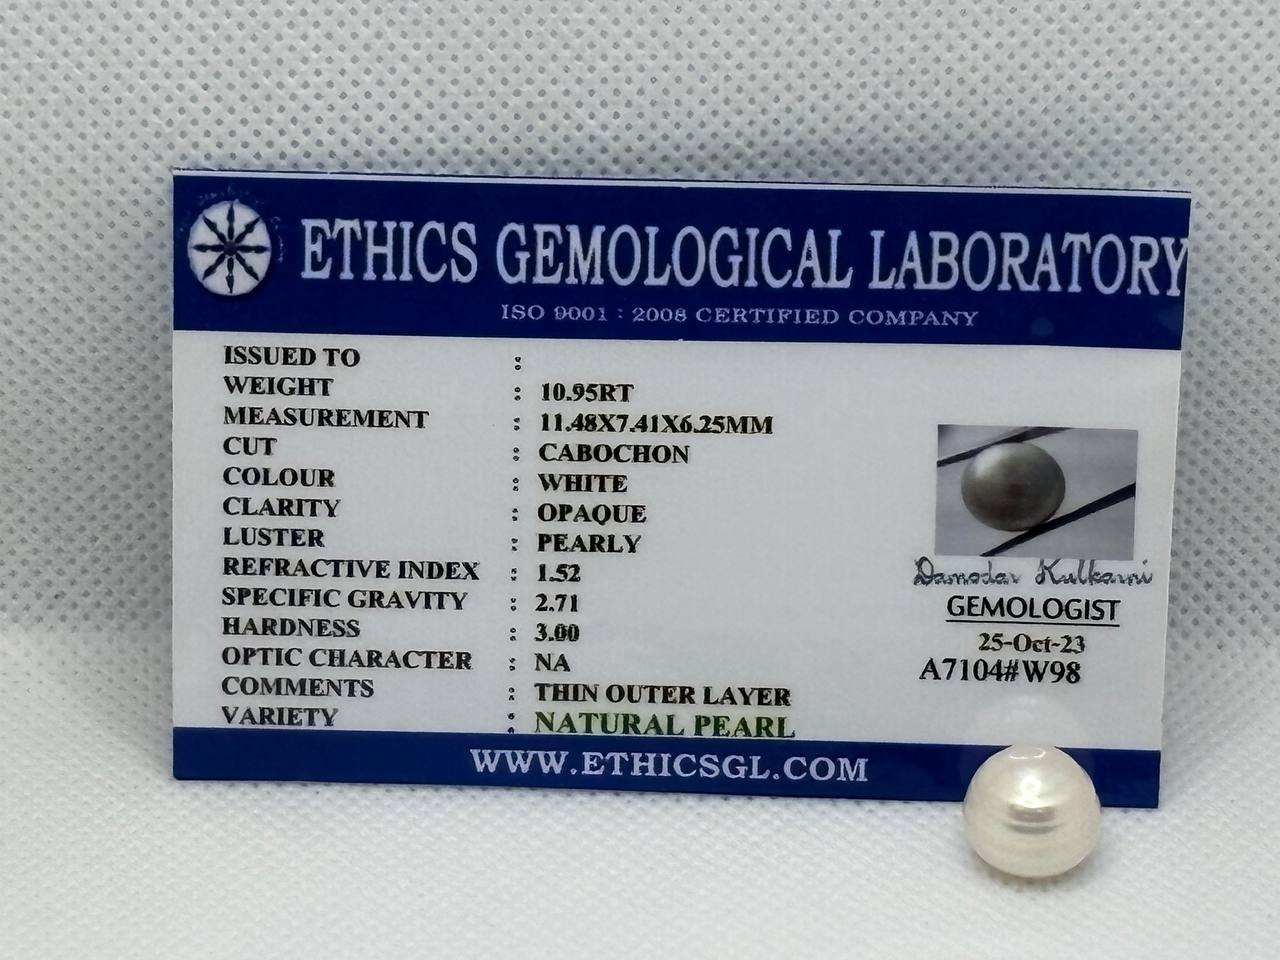 ETHICS GEMOLOGICAL LABORATORY
ISO 9001 : 2008 CERTIFIED COMPANY
ISSUED TO :
WEIGHT : 10.95RT
MEASUREMENT : 11.48X7.41X6.25MM
CUT : CABOCHON
COLOUR : WHITE
CLARITY : OPAQUE
LUSTER : PEARLY
REFRACTIVE INDEX : 1.52
SPECIFIC GRAVITY : 2.71
HARDNESS : 3.00
OPTIC CHARACTER : NA
COMMENTS : THIN OUTER LAYER
VARIETY : NATURAL PEARL
Damodar Kulkarni
GEMOLOGIST
25-Oct-23
A7104#W98
WWW.ETHICSGL.COM